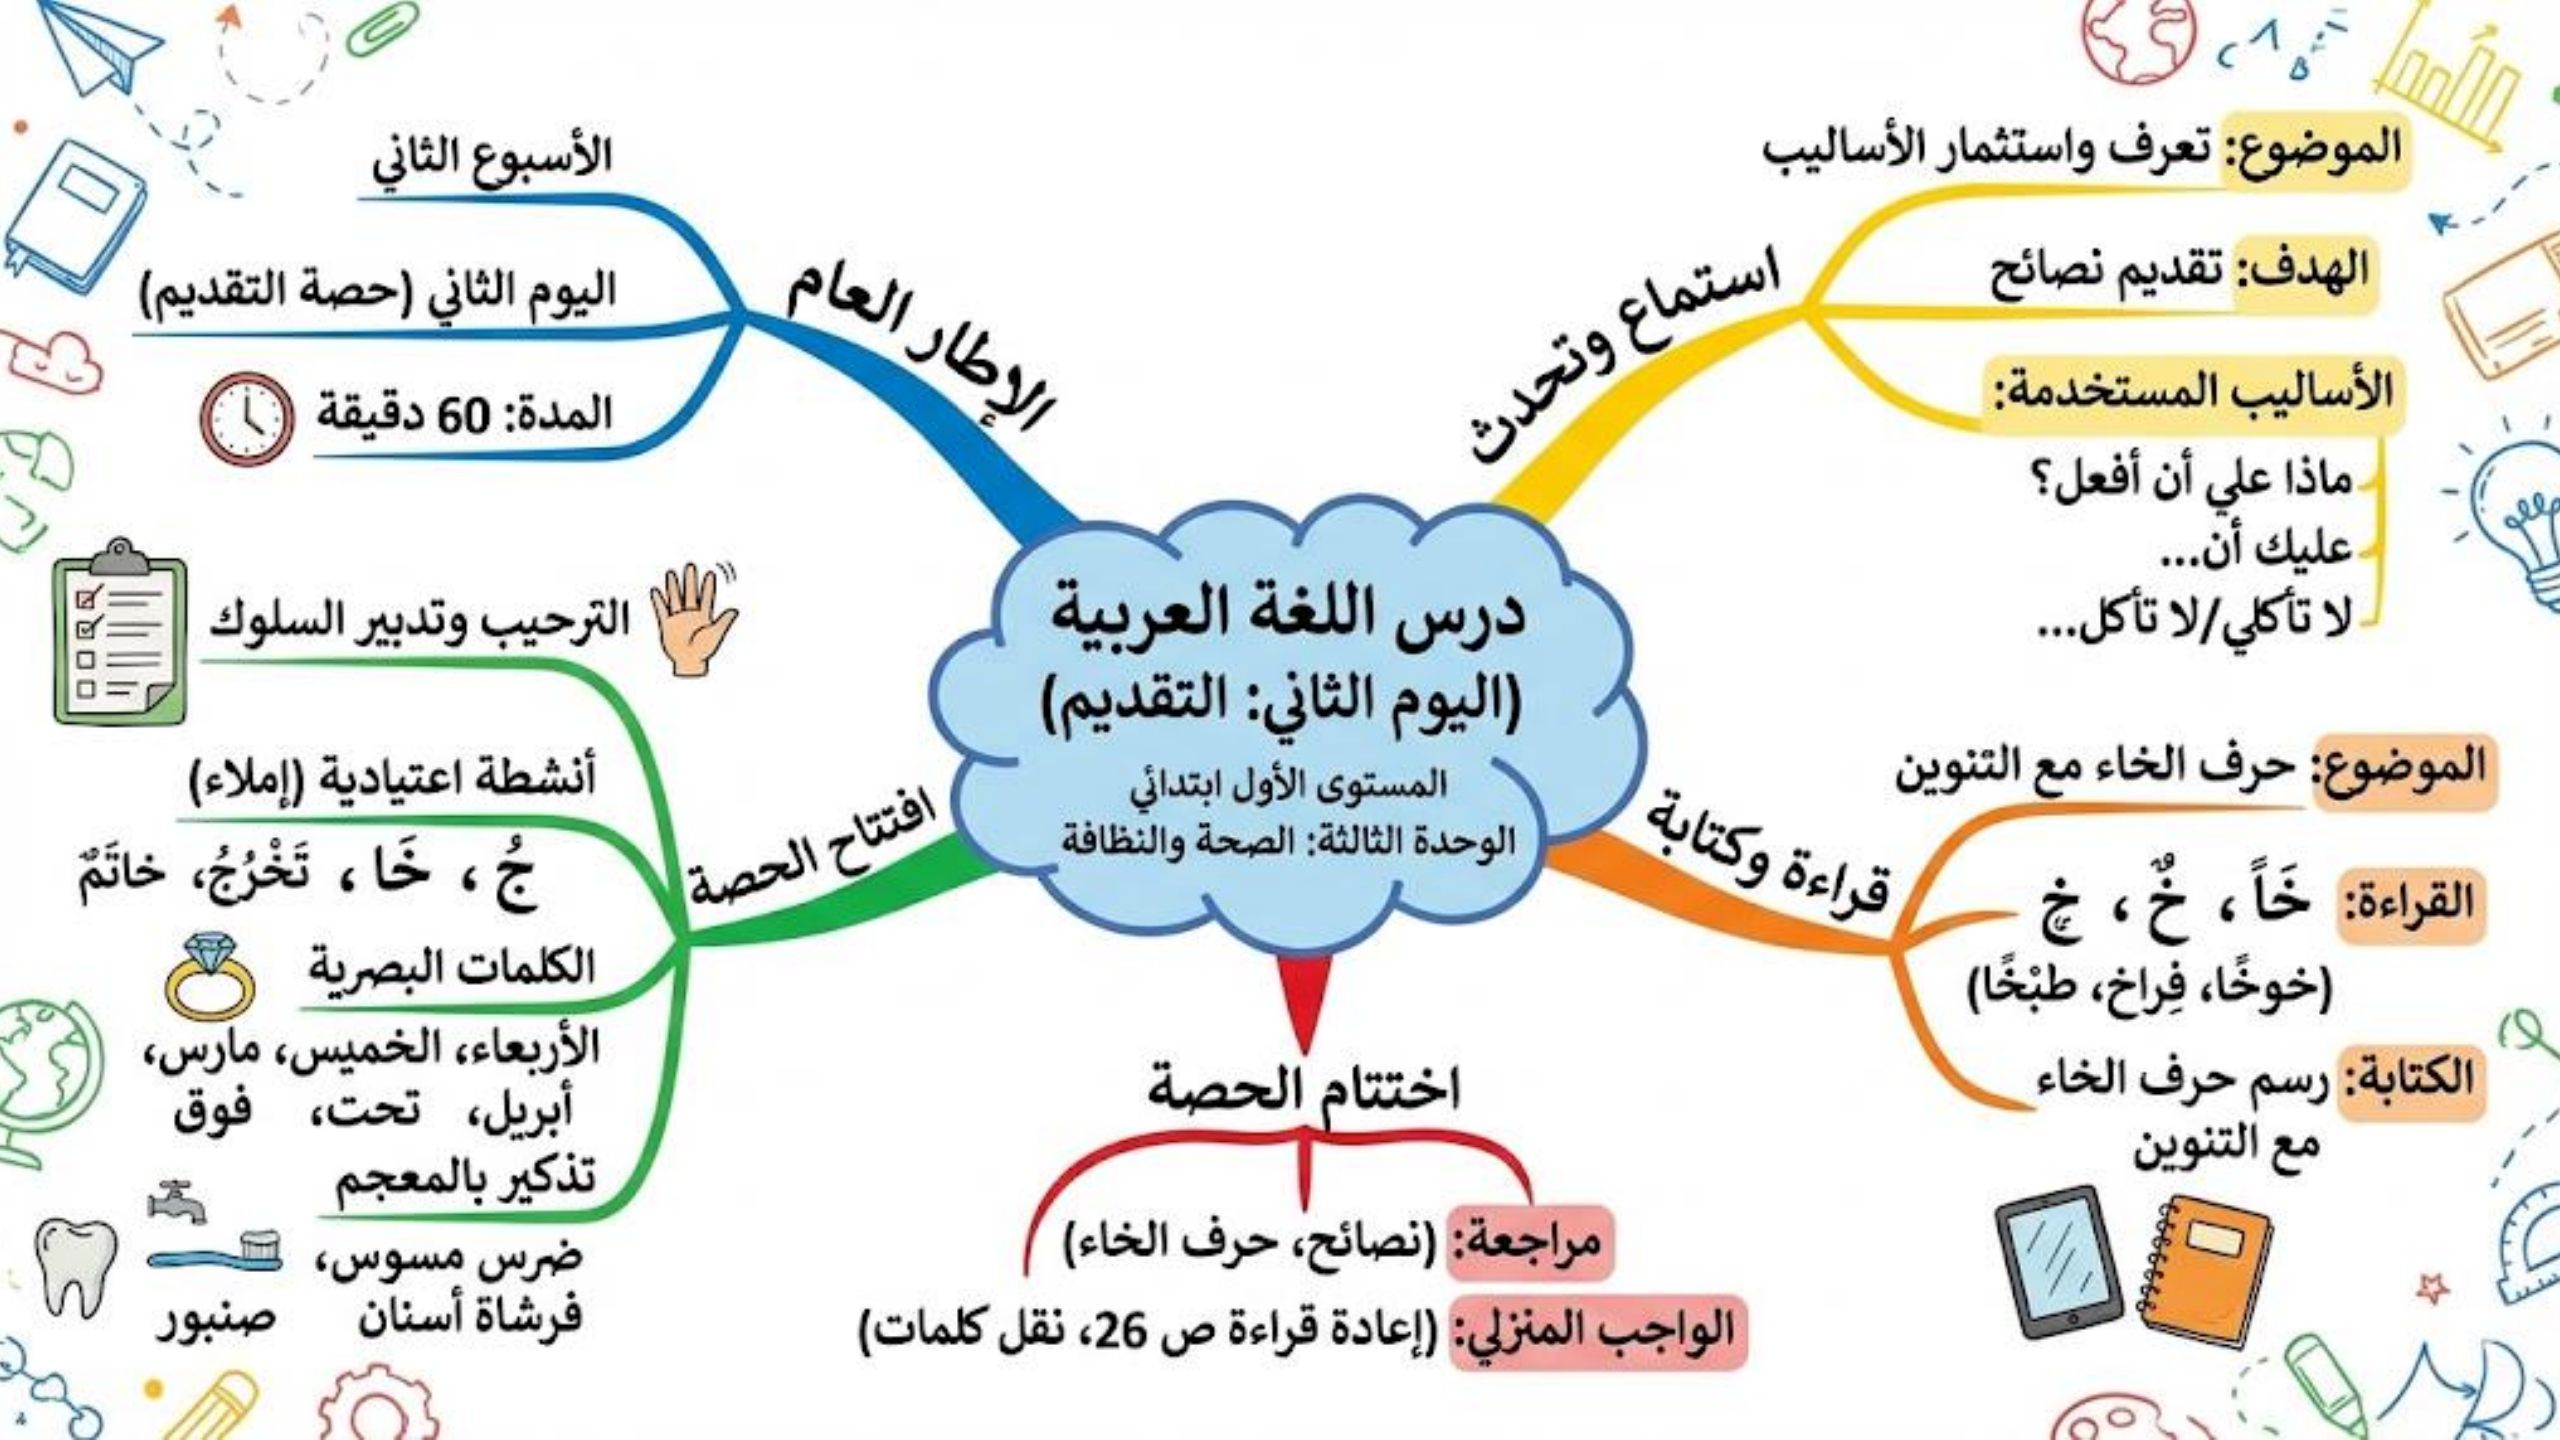 درس اللغة العربية
(اليوم الثاني: التقديم)
المستوى الأول ابتدائي
الوحدة الثالثة: الصحة والنظافة
الإطار العام
الأسبوع الثاني
اليوم الثاني (حصة التقديم)
المدة: 60 دقيقة
افتتاح الحصة
الترحيب وتدبير السلوك
أنشطة اعتيادية (إملاء)
جُ ، خَا ، تَخْرُجُ، خاتَمٌ
الكلمات البصرية
الأربعاء، الخميس، مارس،
أبريل، تحت، فوق
تذكير بالمعجم
ضرس مسوس،
فرشاة أسنان صنبور
استماع وتحدث
الموضوع: تعرف واستثمار الأساليب
الهدف: تقديم نصائح
الأساليب المستخدمة:
ماذا علي أن أفعل؟
عليك أن...
لا تأكلي/لا تأكل...
قراءة وكتابة
الموضوع: حرف الخاء مع التنوين
القراءة: خَاً ، خٌ ، خٍ
(خوخًا، فِراخ، طبْخًا)
الكتابة: رسم حرف الخاء
مع التنوين
اختتام الحصة
مراجعة: (نصائح، حرف الخاء)
الواجب المنزلي: (إعادة قراءة ص 26، نقل كلمات)